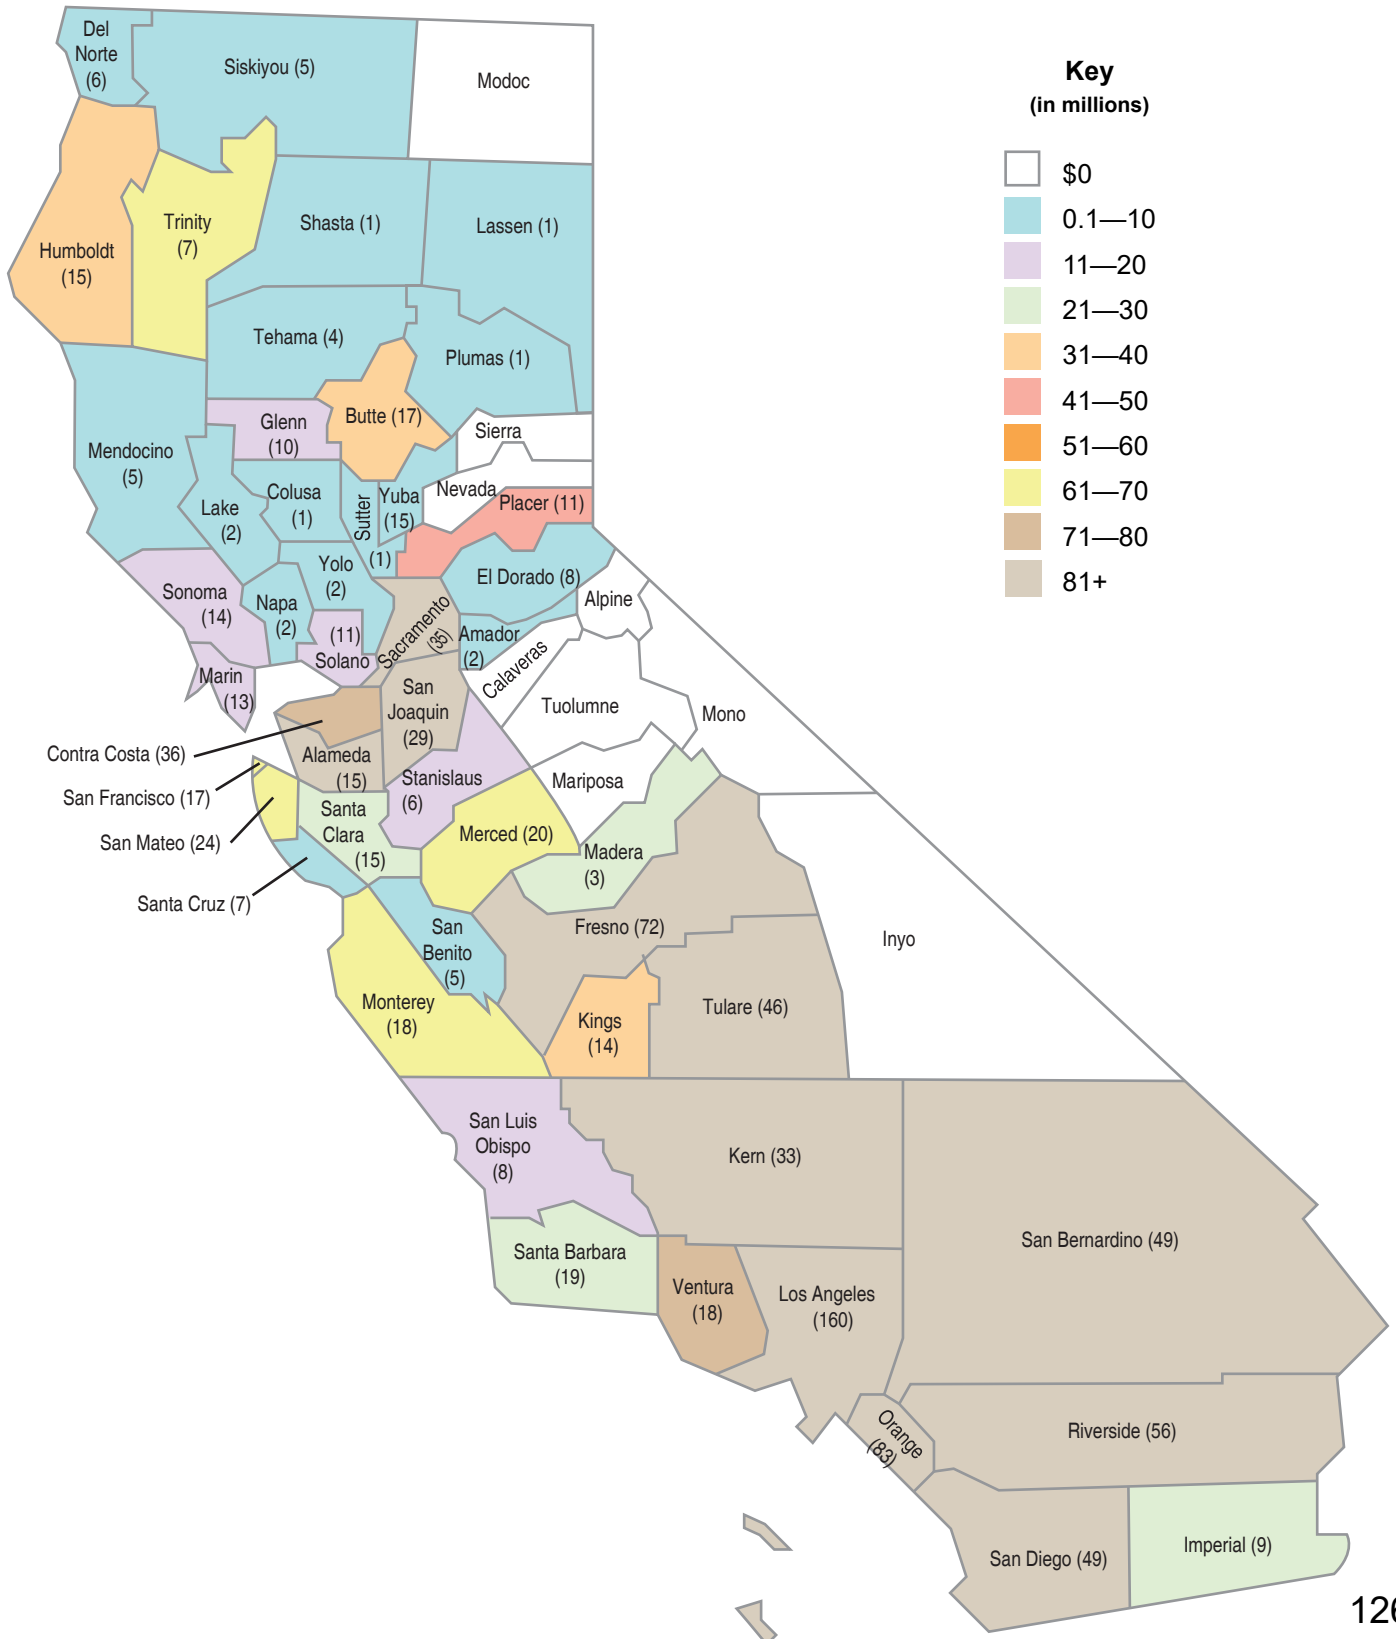 Del
Norte
(6)
Siskiyou (5)
Modoc
Key
(in millions)
$0
0.1—10
11—20
21—30
31—40
41—50
51—60
61—70
71—80
81+
Humboldt
(15)
Trinity
(7)
Shasta (1)
Lassen (1)
Tehama (4)
Plumas (1)
Mendocino
(5)
Glenn
(10)
Butte (17)
Sierra
Lake
(2)
Colusa
(1)
Sutter
(1)
Yuba
(15)
Nevada
Placer (11)
Sonoma
(14)
Napa
(2)
Yolo
(2)
(11)
Solano
Sacramento
(35)
El Dorado (8)
Amador
(2)
Alpine
Calaveras
Marin
(13)
San
Joaquin
(29)
Tuolumne
Mono
Contra Costa (36)
Alameda
(15)
Stanislaus
(6)
Mariposa
San Francisco (17)
San Mateo (24)
Santa
Clara
(15)
Merced (20)
Madera
(3)
Santa Cruz (7)
San
Benito
(5)
Fresno (72)
Inyo
Monterey
(18)
Kings
(14)
Tulare (46)
San Luis
Obispo
(8)
Kern (33)
San Bernardino (49)
Santa Barbara
(19)
Ventura
(18)
Los Angeles
(160)
Orange
(83)
Riverside (56)
San Diego (49)
Imperial (9)
126